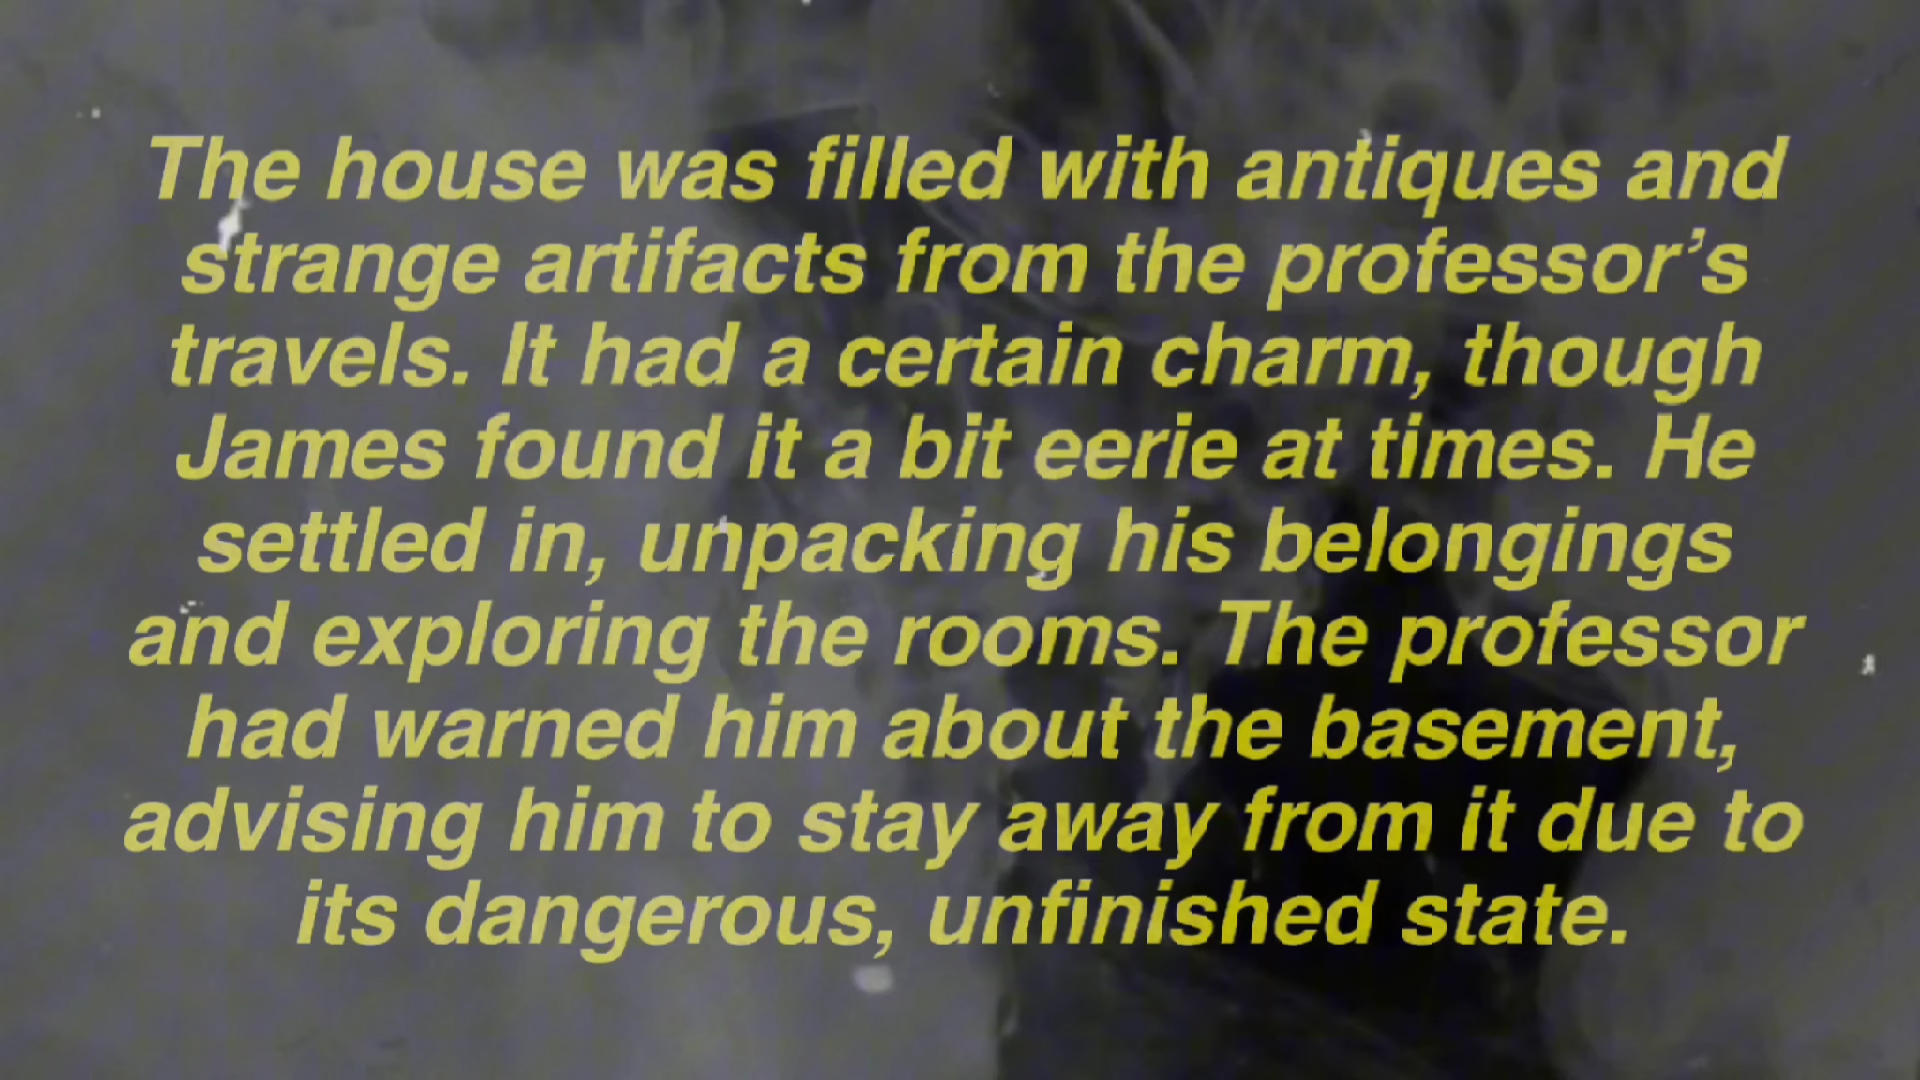 The house was filled with antiques and
strange artifacts from the professor’s
travels. It had a certain charm, though
James found it a bit eerie at times. He
settled in, unpacking his belongings
and exploring the rooms. The professor
had warned him about the basement,
advising him to stay away from it due to
its dangerous, unfinished state.